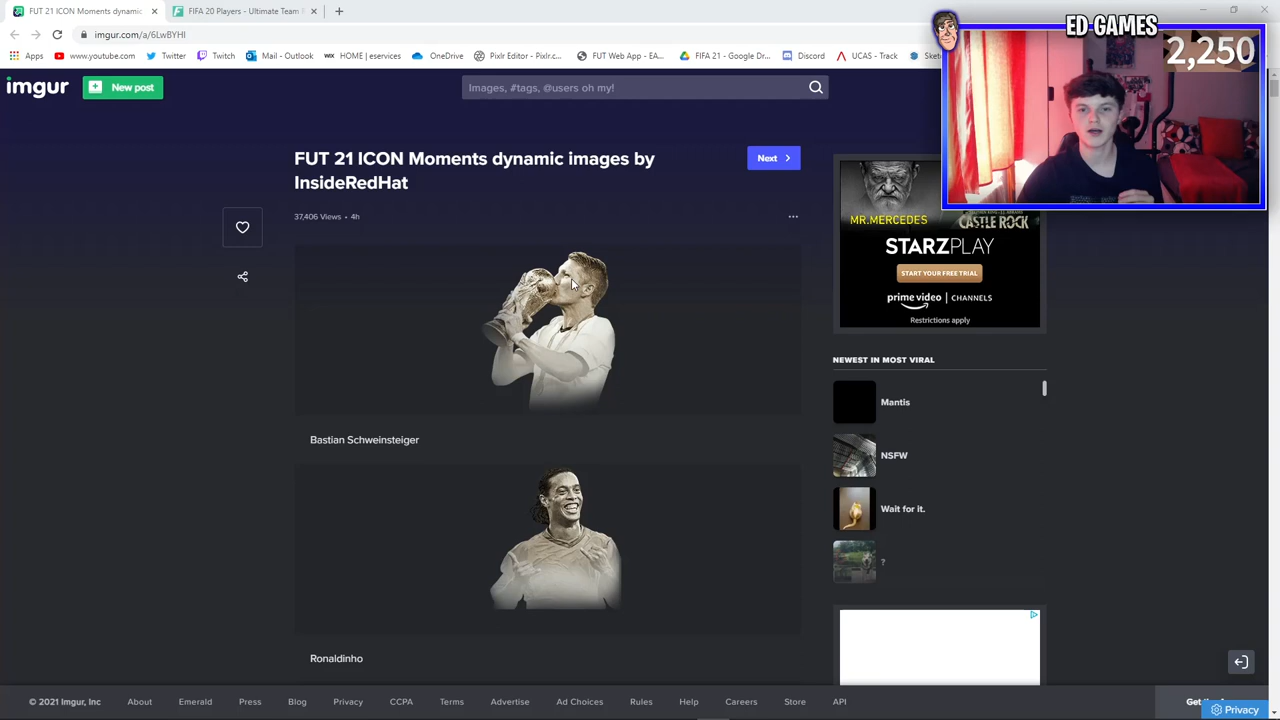 FUT 21 ICON Moments dynamic im
FIFA 20 Players - Ultimate Team
imgur.com/a/6LwBYHI
Apps
www.youtube.com
Twitter
Twitch
Mail - Outlook
HOME | eservices
OneDrive
Pixlr Editor - Pixlr.c...
FUT Web App - EA...
FIFA 21 - Google Dr...
Discord
UCAS - Track
ED GAMES
2,250
imgur
New post
Images, #tags, @users oh my!
FUT 21 ICON Moments dynamic images by
InsideRedHat
Next
37,406 Views • 4h
MR.MERCEDES
CASTLE ROCK
STARZPLAY
START YOUR FREE TRIAL
prime video | CHANNELS
Restrictions apply
Bastian Schweinsteiger
Ronaldinho
NEWEST IN MOST VIRAL
Mantis
NSFW
Wait for it.
?
© 2021 Imgur, Inc
About
Emerald
Press
Blog
Privacy
CCPA
Terms
Advertise
Ad Choices
Rules
Help
Careers
Store
API
Privacy